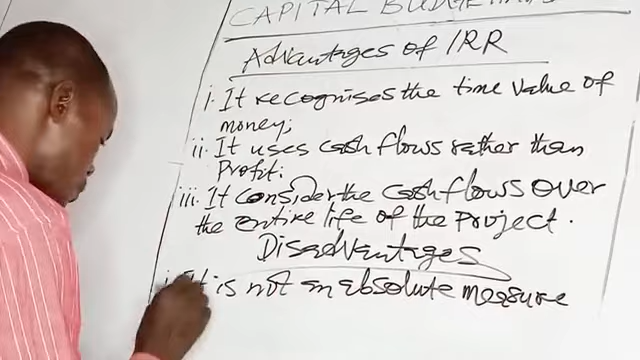 CAPITAL BUDGETING
Advantages of IRR
i. It recognises the time value of
money;
ii. It uses cash flows rather than
Profit.
iii. It consider the cashflows over
the entire life of the project.
Disadvantages
i. It is not an absolute measure